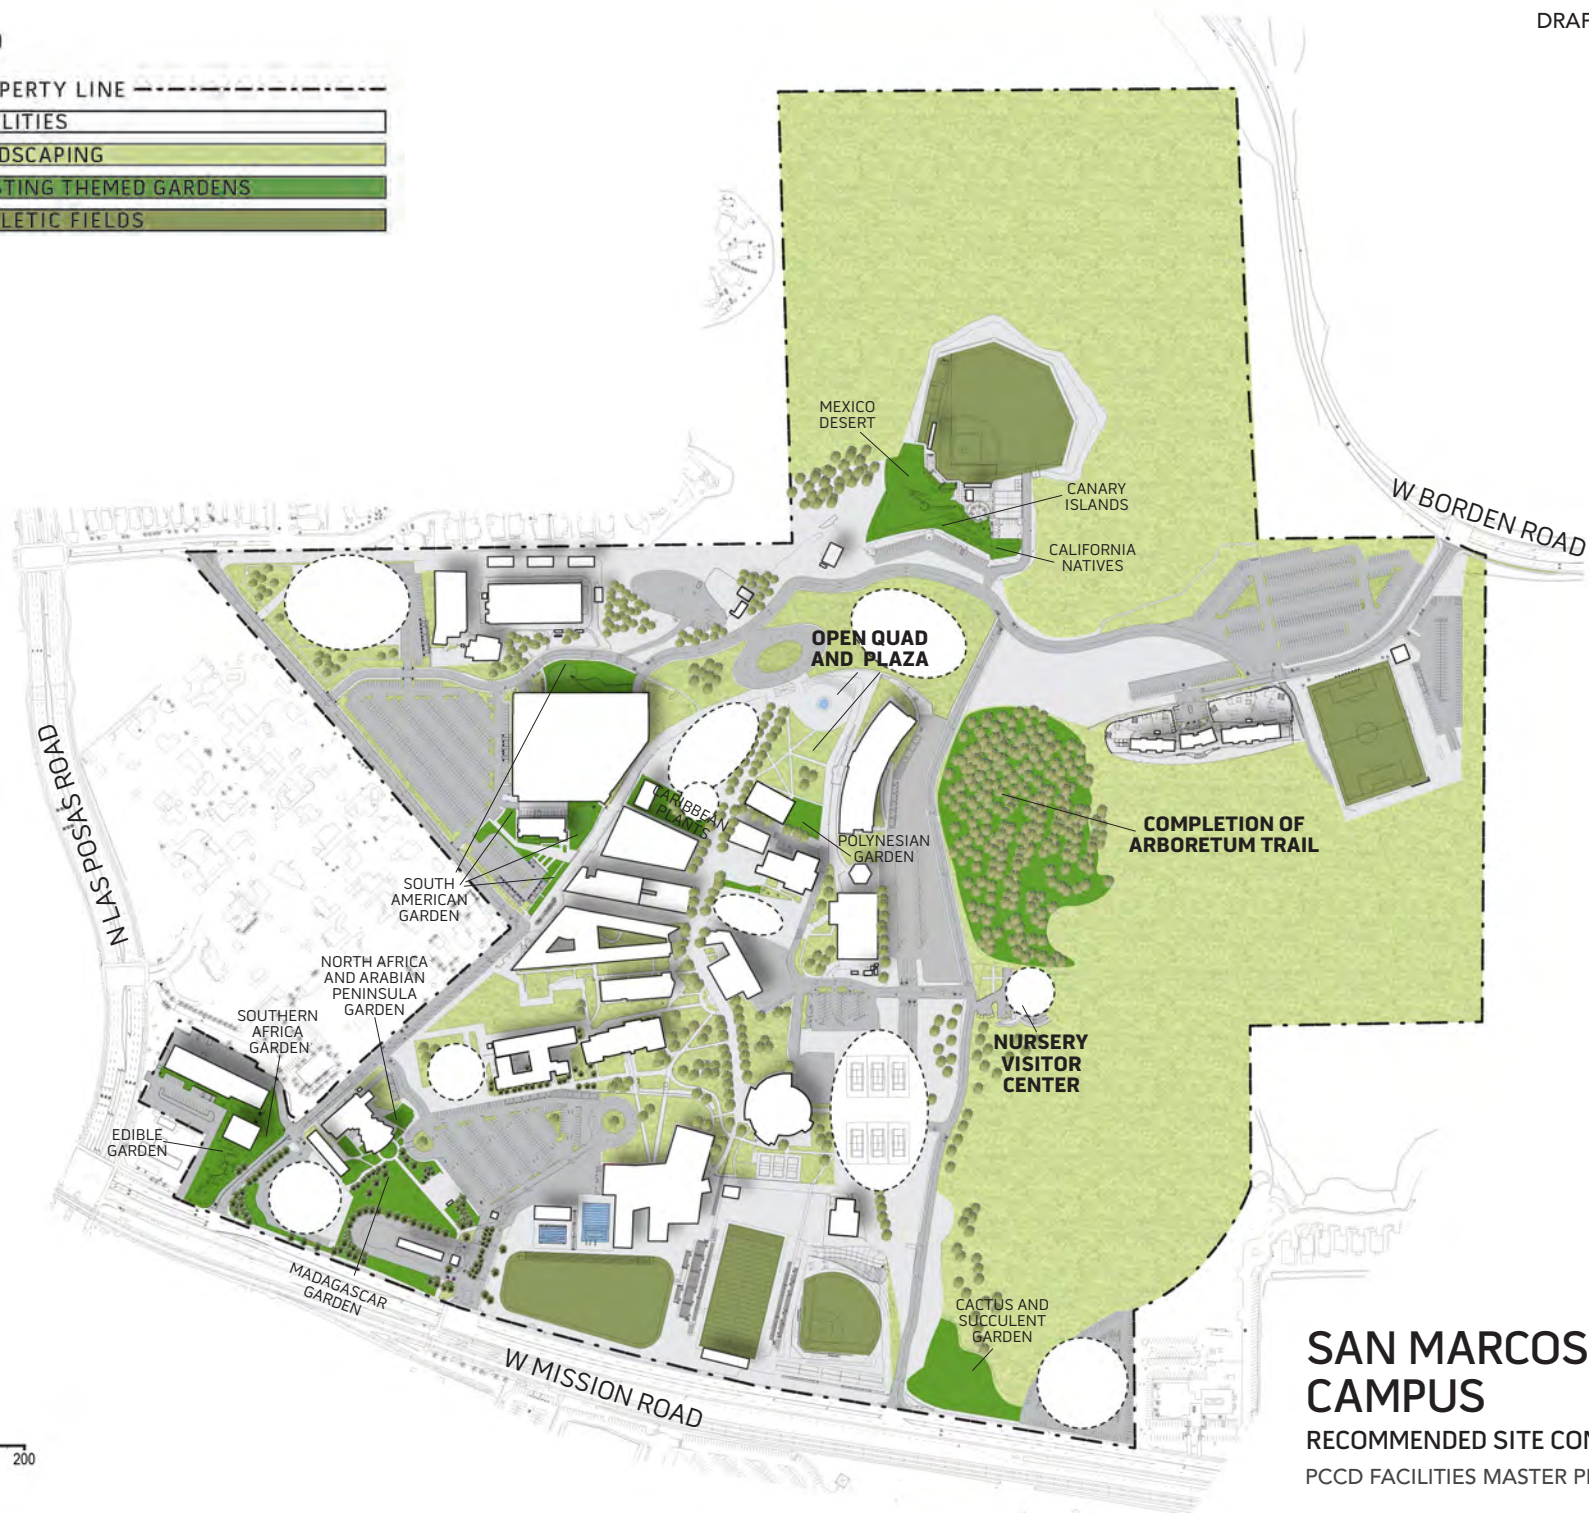 DRAF
PERTY LINE
LITIES
DSCAPING
STING THEMED GARDENS
LETIC FIELDS
MEXICO
DESERT
CANARY
ISLANDS
CALIFORNIA
NATIVES
W BORDEN ROAD
OPEN QUAD
AND PLAZA
N LAS POSAS ROAD
CARIBBEAN
PLANTS
POLYNESIAN
GARDEN
COMPLETION OF
ARBORETUM TRAIL
SOUTH
AMERICAN
GARDEN
NORTH AFRICA
AND ARABIAN
PENINSULA
GARDEN
SOUTHERN
AFRICA
GARDEN
NURSERY
VISITOR
CENTER
EDIBLE
GARDEN
MADAGASCAR
GARDEN
CACTUS AND
SUCCULENT
GARDEN
W MISSION ROAD
SAN MARCOS
CAMPUS
RECOMMENDED SITE CON
PCCD FACILITIES MASTER P
200